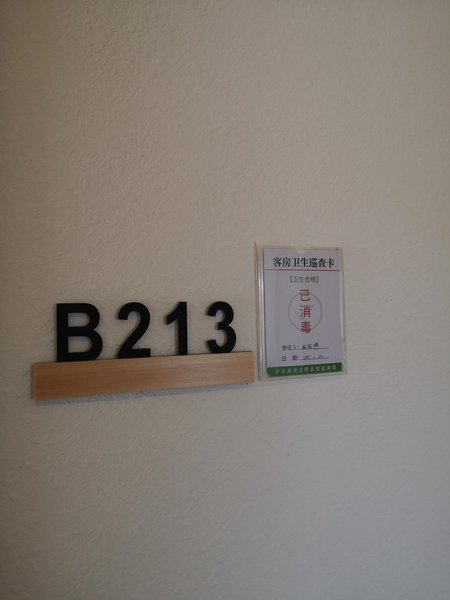 B213
客房卫生巡查卡
【卫生合格】
已消毒
责任人:
日 期: